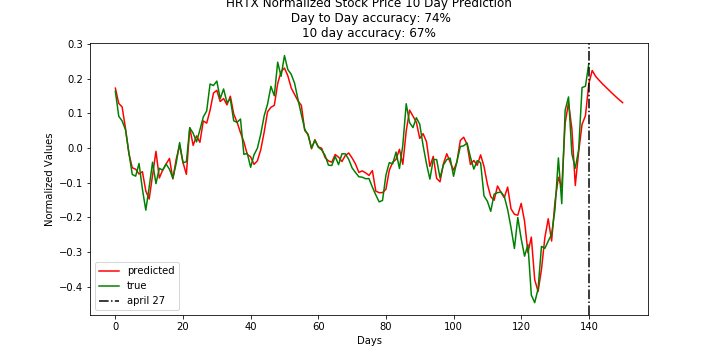 HRTX Normalized Stock Price 10 Day Prediction
Day to Day accuracy: 74%
10 day accuracy: 67%
Normalized Values
0.3
0.2
0.1
0.0
−0.1
−0.2
−0.3
−0.4
predicted
true
april 27
0
20
40
60
80
100
120
140
Days